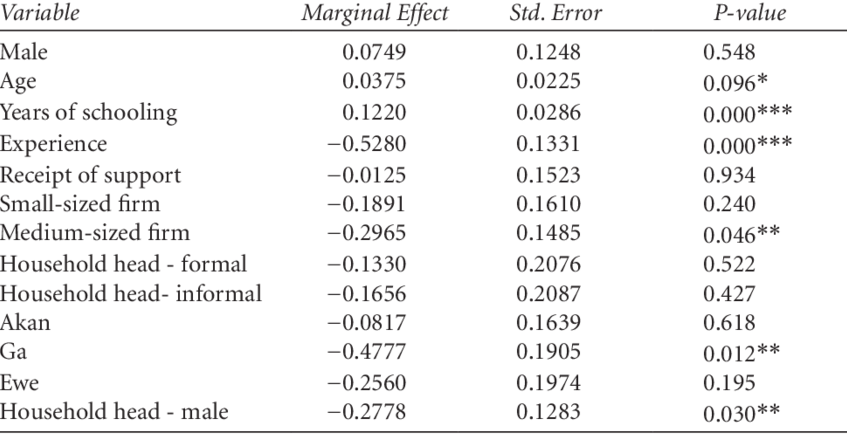 Variable Marginal Effect Std. Error P-value
Male 0.0749 0.1248 0.548
Age 0.0375 0.0225 0.096*
Years of schooling 0.1220 0.0286 0.000***
Experience −0.5280 0.1331 0.000***
Receipt of support −0.0125 0.1523 0.934
Small-sized firm −0.1891 0.1610 0.240
Medium-sized firm −0.2965 0.1485 0.046**
Household head - formal −0.1330 0.2076 0.522
Household head- informal −0.1656 0.2087 0.427
Akan −0.0817 0.1639 0.618
Ga −0.4777 0.1905 0.012**
Ewe −0.2560 0.1974 0.195
Household head - male −0.2778 0.1283 0.030**